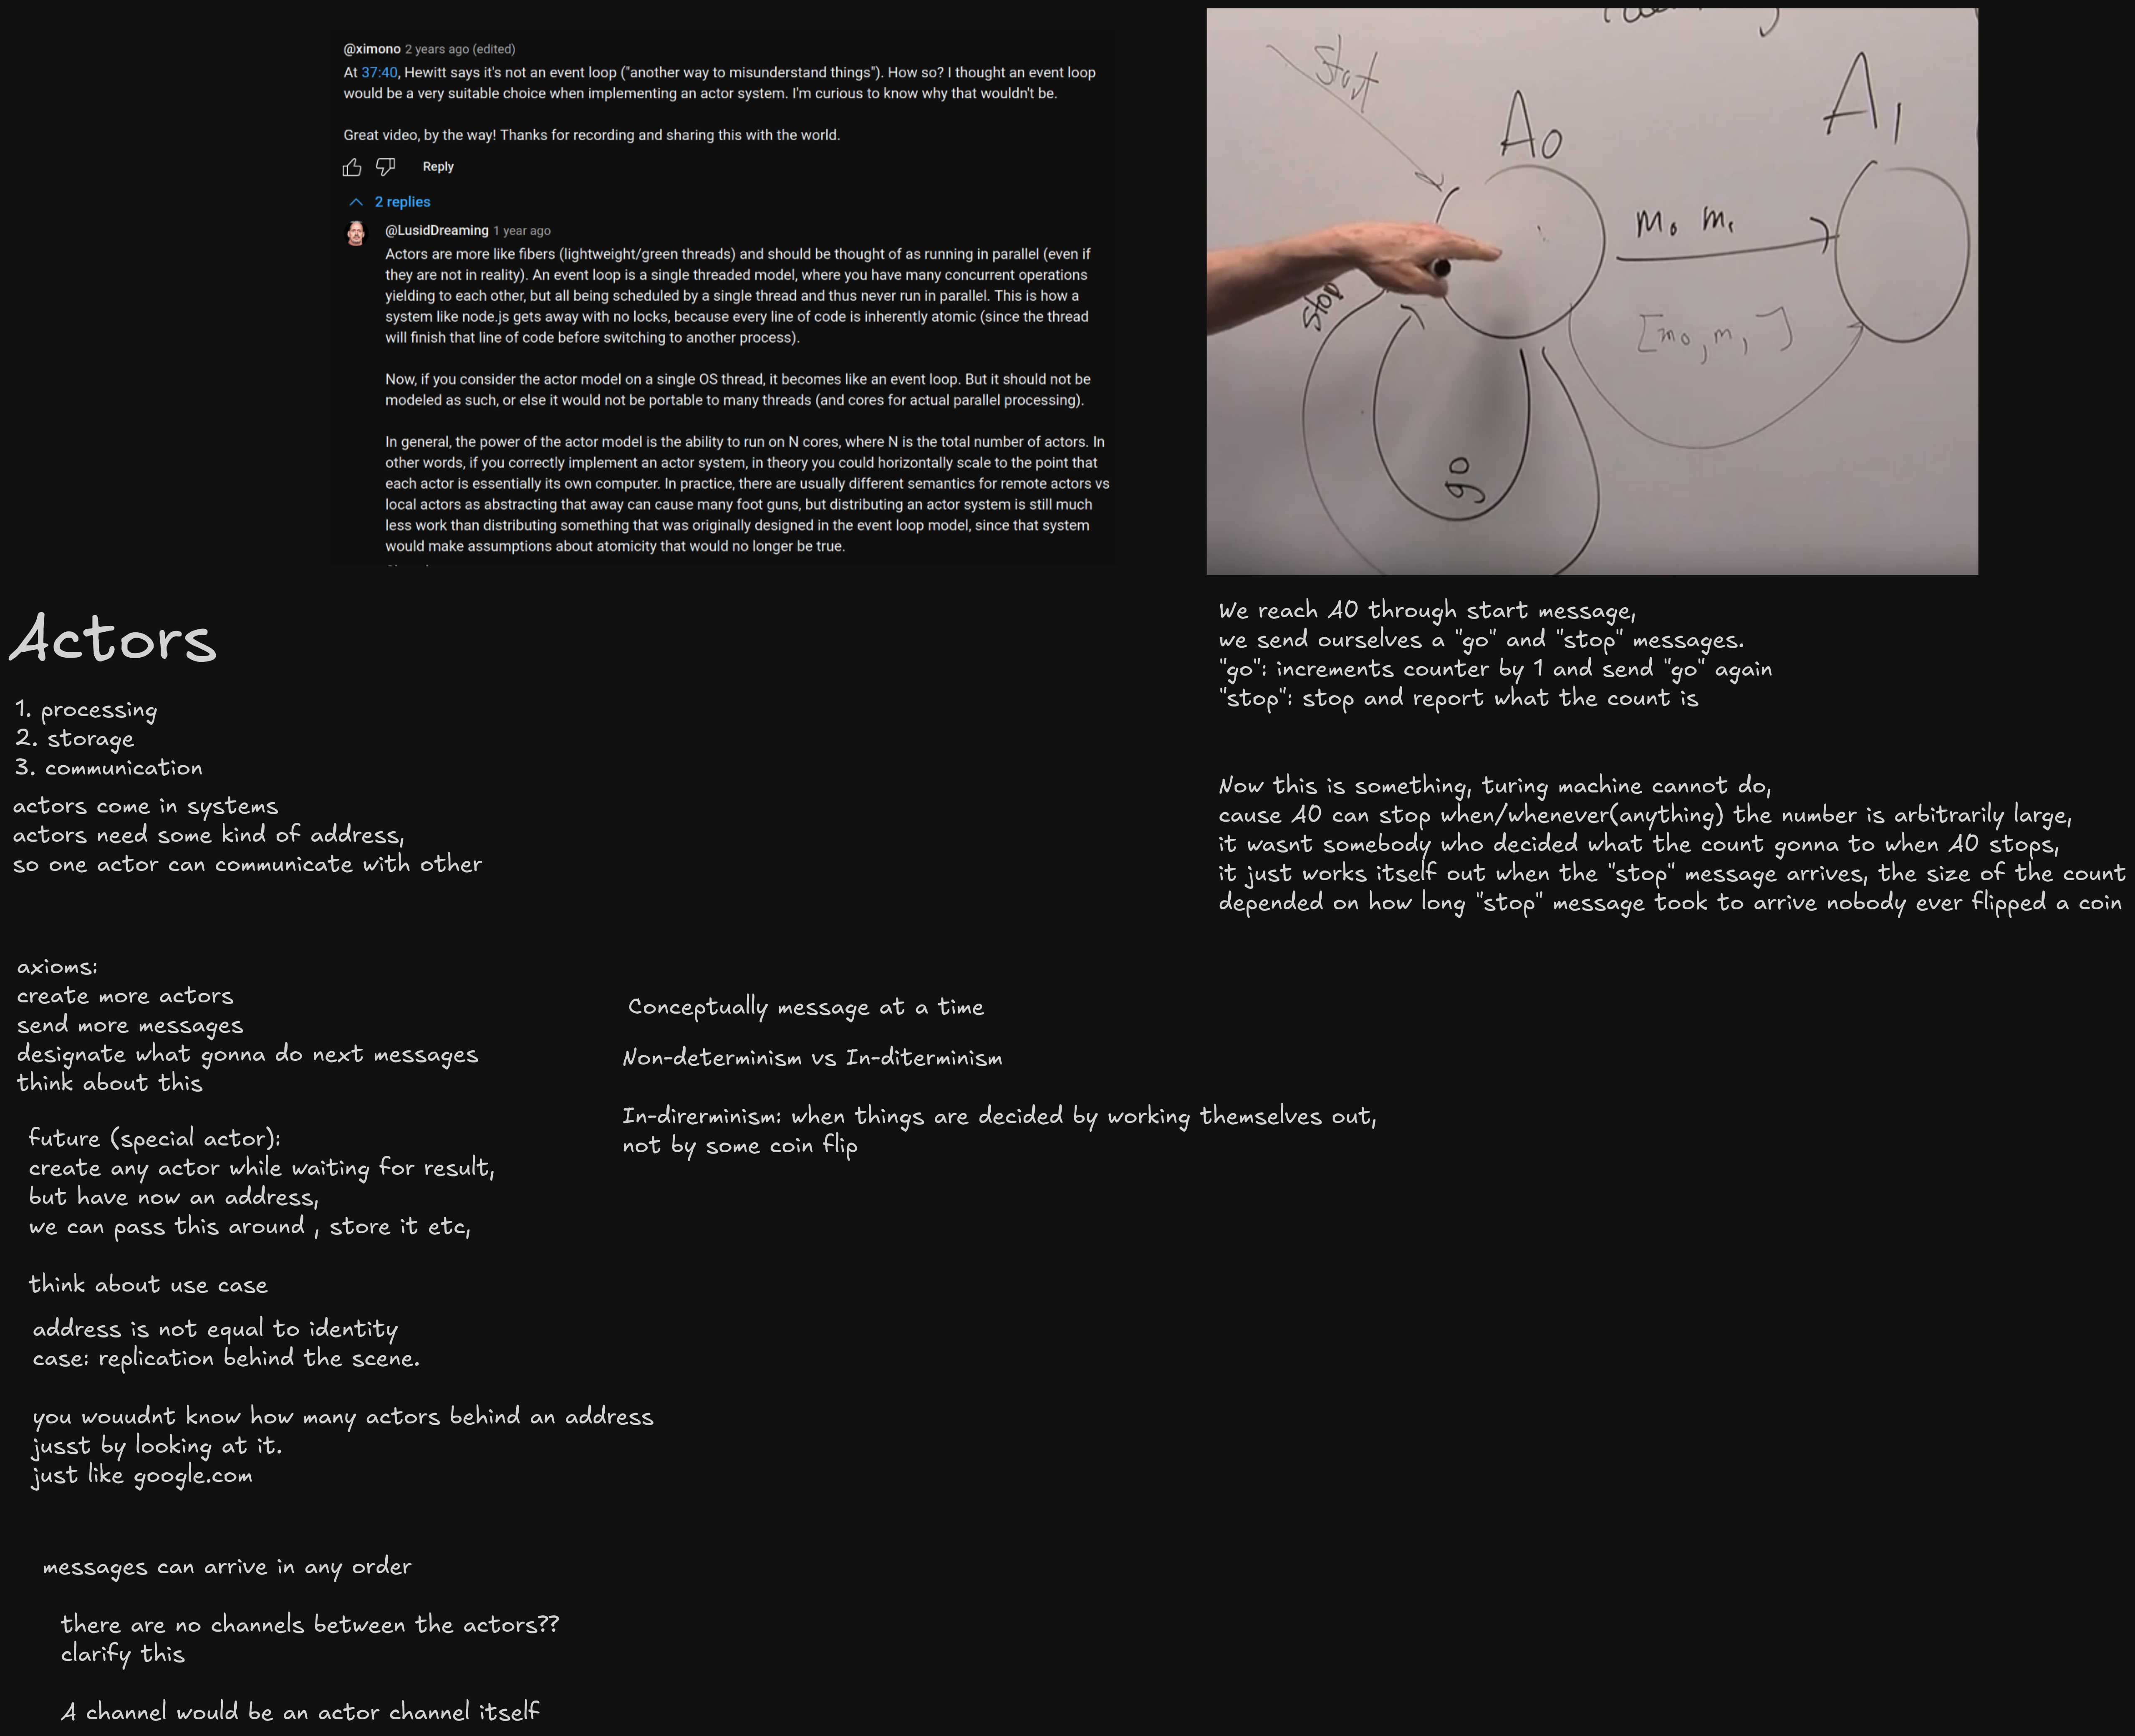 @ximono 2 years ago (edited)
At 37:40, Hewitt says it's not an event loop ("another way to misunderstand things"). How so? I thought an event loop
would be a very suitable choice when implementing an actor system. I'm curious to know why that wouldn't be.
Great video, by the way! Thanks for recording and sharing this with the world.
Reply
2 replies
@LusidDreaming 1 year ago
Actors are more like fibers (lightweight/green threads) and should be thought of as running in parallel (even if
they are not in reality). An event loop is a single threaded model, where you have many concurrent operations
yielding to each other, but all being scheduled by a single thread and thus never run in parallel. This is how a
system like node.js gets away with no locks, because every line of code is inherently atomic (since the thread
will finish that line of code before switching to another process).
Now, if you consider the actor model on a single OS thread, it becomes like an event loop. But it should not be
modeled as such, or else it would not be portable to many threads (and cores for actual parallel processing).
In general, the power of the actor model is the ability to run on N cores, where N is the total number of actors. In
other words, if you correctly implement an actor system, in theory you could horizontally scale to the point that
each actor is essentially its own computer. In practice, there are usually different semantics for remote actors vs
local actors as abstracting that away can cause many foot guns, but distributing an actor system is still much
less work than distributing something that was originally designed in the event loop model, since that system
would make assumptions about atomicity that would no longer be true.
Start
A0
A1
m0 m1
[m0, m1 ]
stop
go
We reach A0 through start message,
we send ourselves a "go" and "stop" messages.
"go": increments counter by 1 and send "go" again
"stop": stop and report what the count is
Now this is something, turing machine cannot do,
cause A0 can stop when/whenever(anything) the number is arbitrarily large,
it wasnt somebody who decided what the count gonna to when A0 stops,
it just works itself out when the "stop" message arrives, the size of the count
depended on how long "stop" message took to arrive nobody ever flipped a coin
Actors
1. processing
2. storage
3. communication
actors come in systems
actors need some kind of address,
so one actor can communicate with other
axioms:
create more actors
send more messages
designate what gonna do next messages
think about this
Conceptually message at a time
Non-determinism vs In-diterminism
In-direrminism: when things are decided by working themselves out,
not by some coin flip
future (special actor):
create any actor while waiting for result,
but have now an address,
we can pass this around , store it etc,
think about use case
address is not equal to identity
case: replication behind the scene.
you wouudnt know how many actors behind an address
jusst by looking at it.
just like google.com
messages can arrive in any order
there are no channels between the actors??
clarify this
A channel would be an actor channel itself